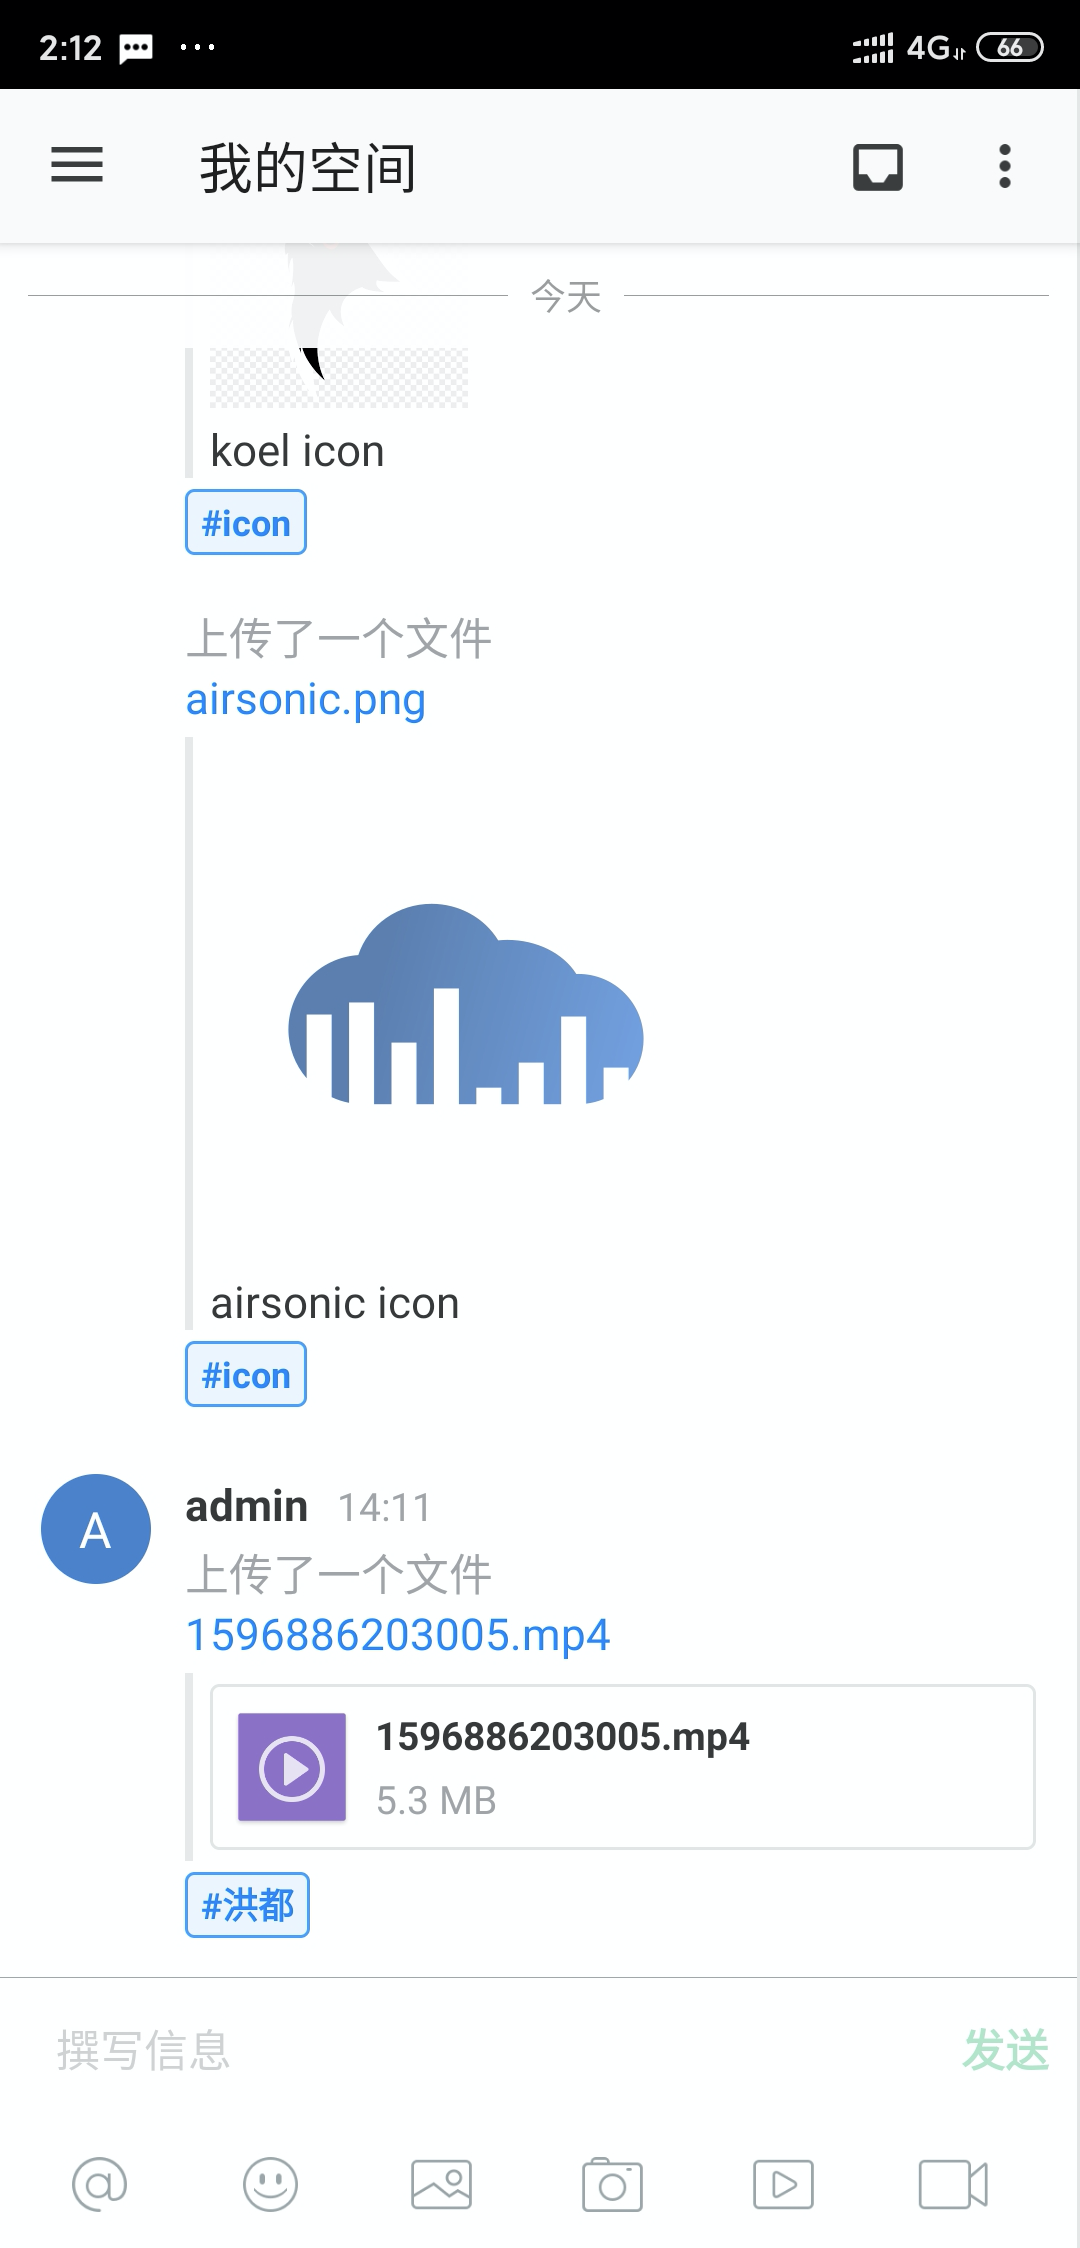 2:12
4G
66
我的空间
今天
koel icon
#icon
上传了一个文件
airsonic.png
airsonic icon
#icon
A
admin 14:11
上传了一个文件
1596886203005.mp4
1596886203005.mp4
5.3 MB
#洪都
撰写信息
发送